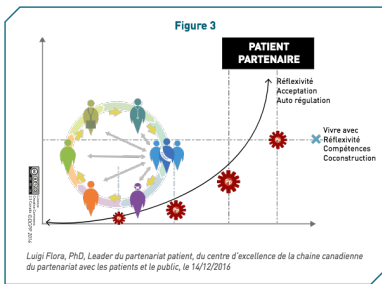 Figure 3
PATIENT
PARTENAIRE
Réflexivité
Acceptation
Auto régulation
Vivre avec
Réflexivité
Compétences
Coconstruction
Luigi Flora, PhD, Leader du partenariat patient, du centre d'excellence de la chaine canadienne
du partenariat avec les patients et le public, le 14/12/2016